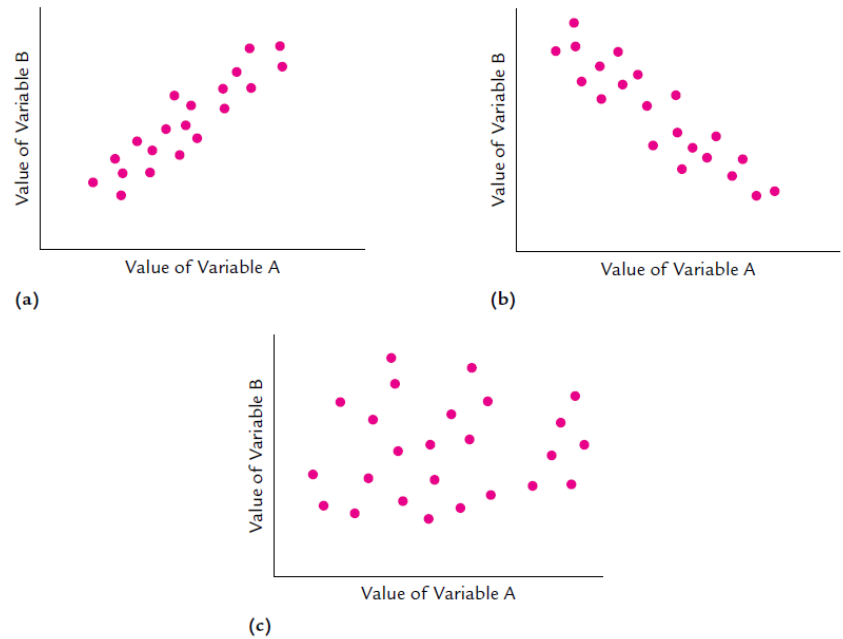 Value of Variable B
Value of Variable A
(a)
Value of Variable B
Value of Variable A
(b)
Value of Variable B
Value of Variable A
(c)